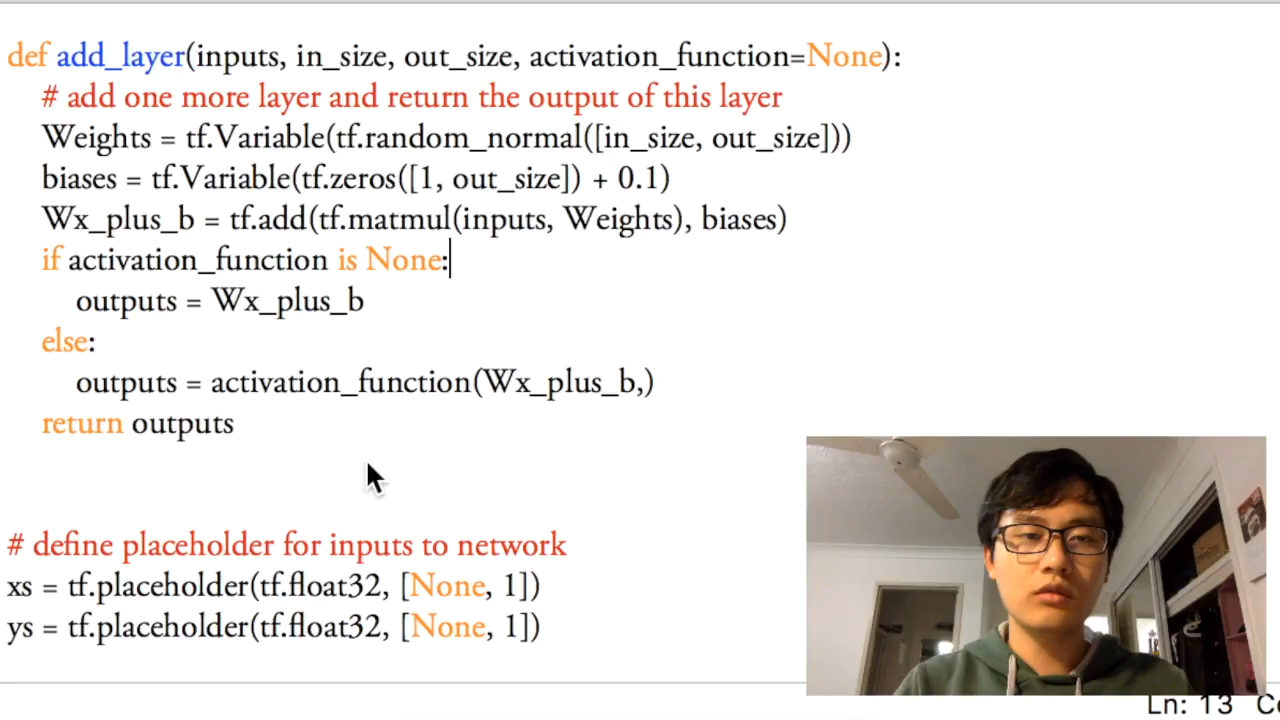 def add_layer(inputs, in_size, out_size, activation_function=None):
# add one more layer and return the output of this layer
Weights = tf.Variable(tf.random_normal([in_size, out_size]))
biases = tf.Variable(tf.zeros([1, out_size]) + 0.1)
Wx_plus_b = tf.add(tf.matmul(inputs, Weights), biases)
if activation_function is None:
outputs = Wx_plus_b
else:
outputs = activation_function(Wx_plus_b,)
return outputs
# define placeholder for inputs to network
xs = tf.placeholder(tf.float32, [None, 1])
ys = tf.placeholder(tf.float32, [None, 1])
Ln: 13